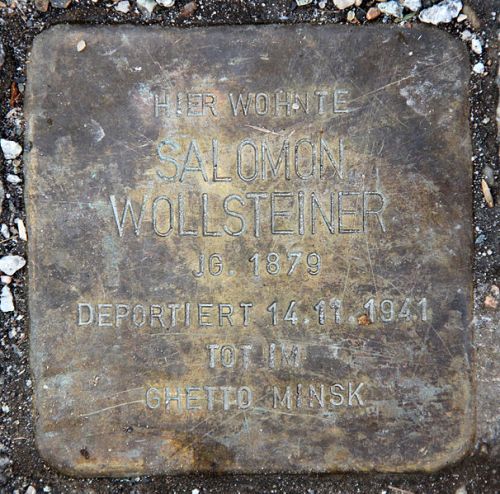 HIER WOHNTE
SALOMON
WOLLSTEINER
JG. 1879
DEPORTIERT 14.11.1941
TOT IM
GHETTO MINSK